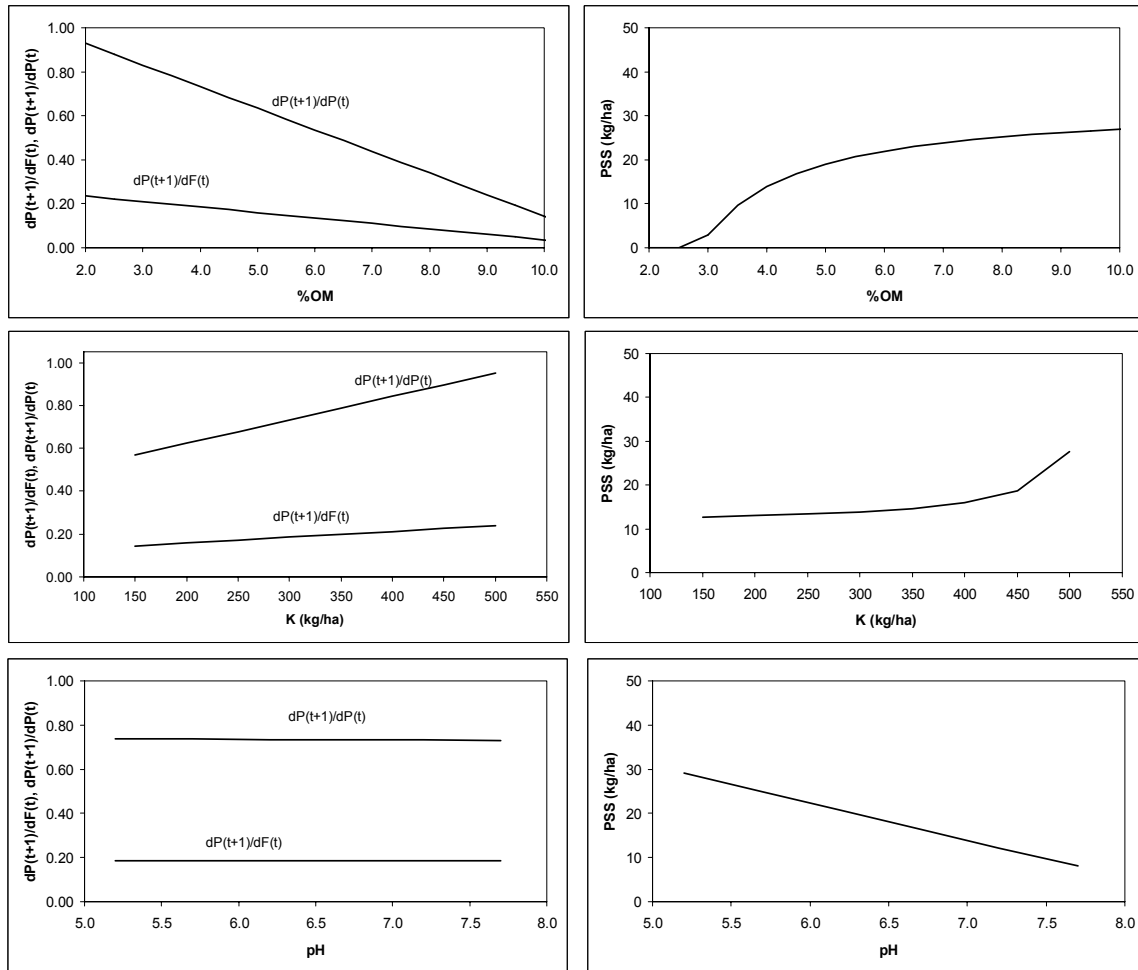 dP(t+1)/dF(t), dP(t+1)/dP(t)
1.00
0.80
0.60
0.40
0.20
0.00
dP(t+1)/dP(t)
dP(t+1)/dF(t)
2.0 3.0 4.0 5.0 6.0 7.0 8.0 9.0 10.0
%OM
PSS (kg/ha)
50
40
30
20
10
0
2.0 3.0 4.0 5.0 6.0 7.0 8.0 9.0 10.0
%OM
dP(t+1)/dF(t), dP(t+1)/dP(t)
1.00
0.80
0.60
0.40
0.20
0.00
dP(t+1)/dP(t)
dP(t+1)/dF(t)
100 150 200 250 300 350 400 450 500 550
K (kg/ha)
PSS (kg/ha)
50
40
30
20
10
0
100 150 200 250 300 350 400 450 500 550
K (kg/ha)
dP(t+1)/dF(t), dP(t+1)/dP(t)
1.00
0.80
0.60
0.40
0.20
0.00
dP(t+1)/dP(t)
dP(t+1)/dF(t)
5.0 5.5 6.0 6.5 7.0 7.5 8.0
pH
PSS (kg/ha)
50
40
30
20
10
0
5.0 5.5 6.0 6.5 7.0 7.5 8.0
pH